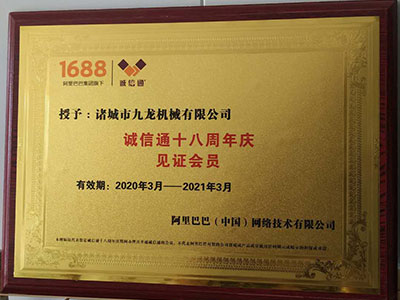 1688
阿里巴巴集团旗下
诚信通
授予：诸城市九龙机械有限公司
诚信通十八周年庆
见证会员
有效期：2020年3月——2021年3月
阿里巴巴（中国）网络技术有限公司